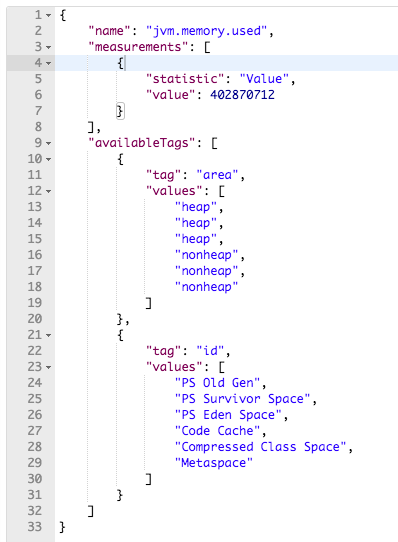 1 {
2     "name": "jvm.memory.used",
3     "measurements": [
4         {
5             "statistic": "Value",
6             "value": 402870712
7         }
8     ],
9     "availableTags": [
10         {
11             "tag": "area",
12             "values": [
13                 "heap",
14                 "heap",
15                 "heap",
16                 "nonheap",
17                 "nonheap",
18                 "nonheap"
19             ]
20         },
21         {
22             "tag": "id",
23             "values": [
24                 "PS Old Gen",
25                 "PS Survivor Space",
26                 "PS Eden Space",
27                 "Code Cache",
28                 "Compressed Class Space",
29                 "Metaspace"
30             ]
31         }
32     ]
33 }